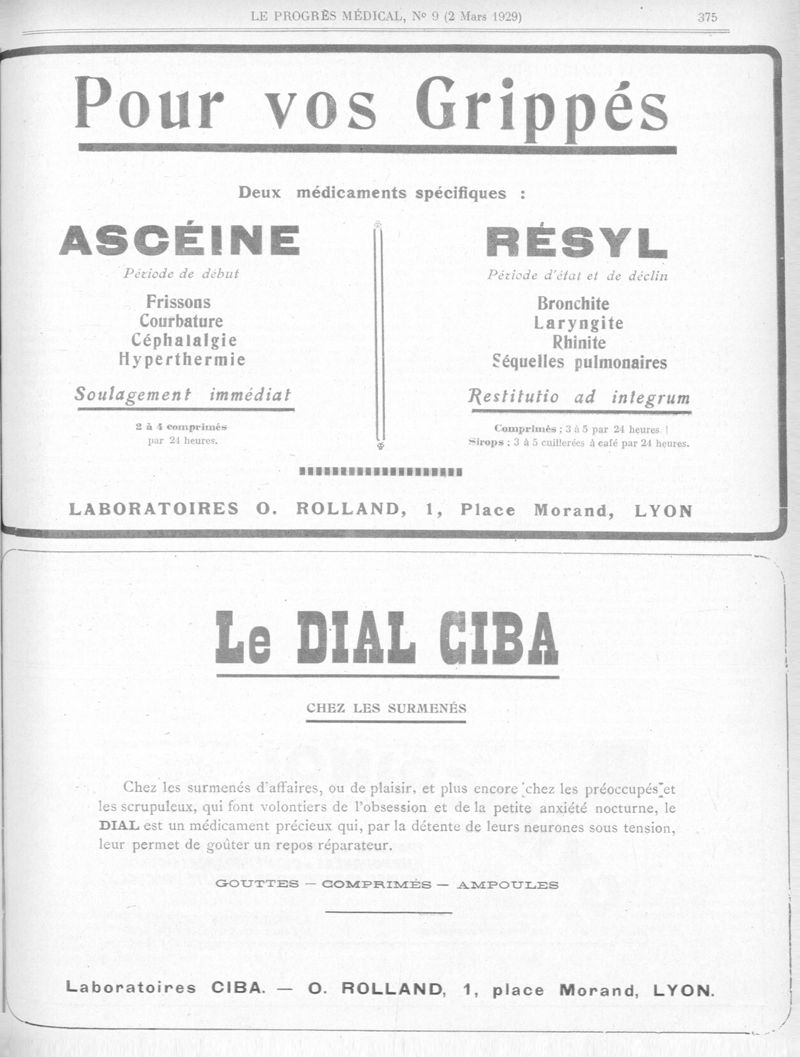 LE PROGRÈS MÉDICAL, Nº 9 (2 Mars 1929)
375
Pour vos Grippés
Deux médicaments spécifiques :
ASCÉINE
Période de début
Frissons
Courbature
Céphalalgie
Hyperthermie
Soulagement immédiat
2 à 4 comprimés
par 24 heures.
RÉSYL
Période d'état et de déclin
Bronchite
Laryngite
Rhinite
Séquelles pulmonaires
Restitutio ad integrum
Comprimés : 3 à 5 par 24 heures !
Sirops : 3 à 5 cuillerées à café par 24 heures.
LABORATOIRES O. ROLLAND, 1, Place Morand, LYON
Le DIAL CIBA
CHEZ LES SURMENÉS
Chez les surmenés d'affaires, ou de plaisir, et plus encore chez les préoccupés et
les scrupuleux, qui font volontiers de l'obsession et de la petite anxiété nocturne, le
DIAL est un médicament précieux qui, par la détente de leurs neurones sous tension,
leur permet de goûter un repos réparateur.
GOUTTES — COMPRIMÉS — AMPOULES
Laboratoires CIBA. — O. ROLLAND, 1, place Morand, LYON.